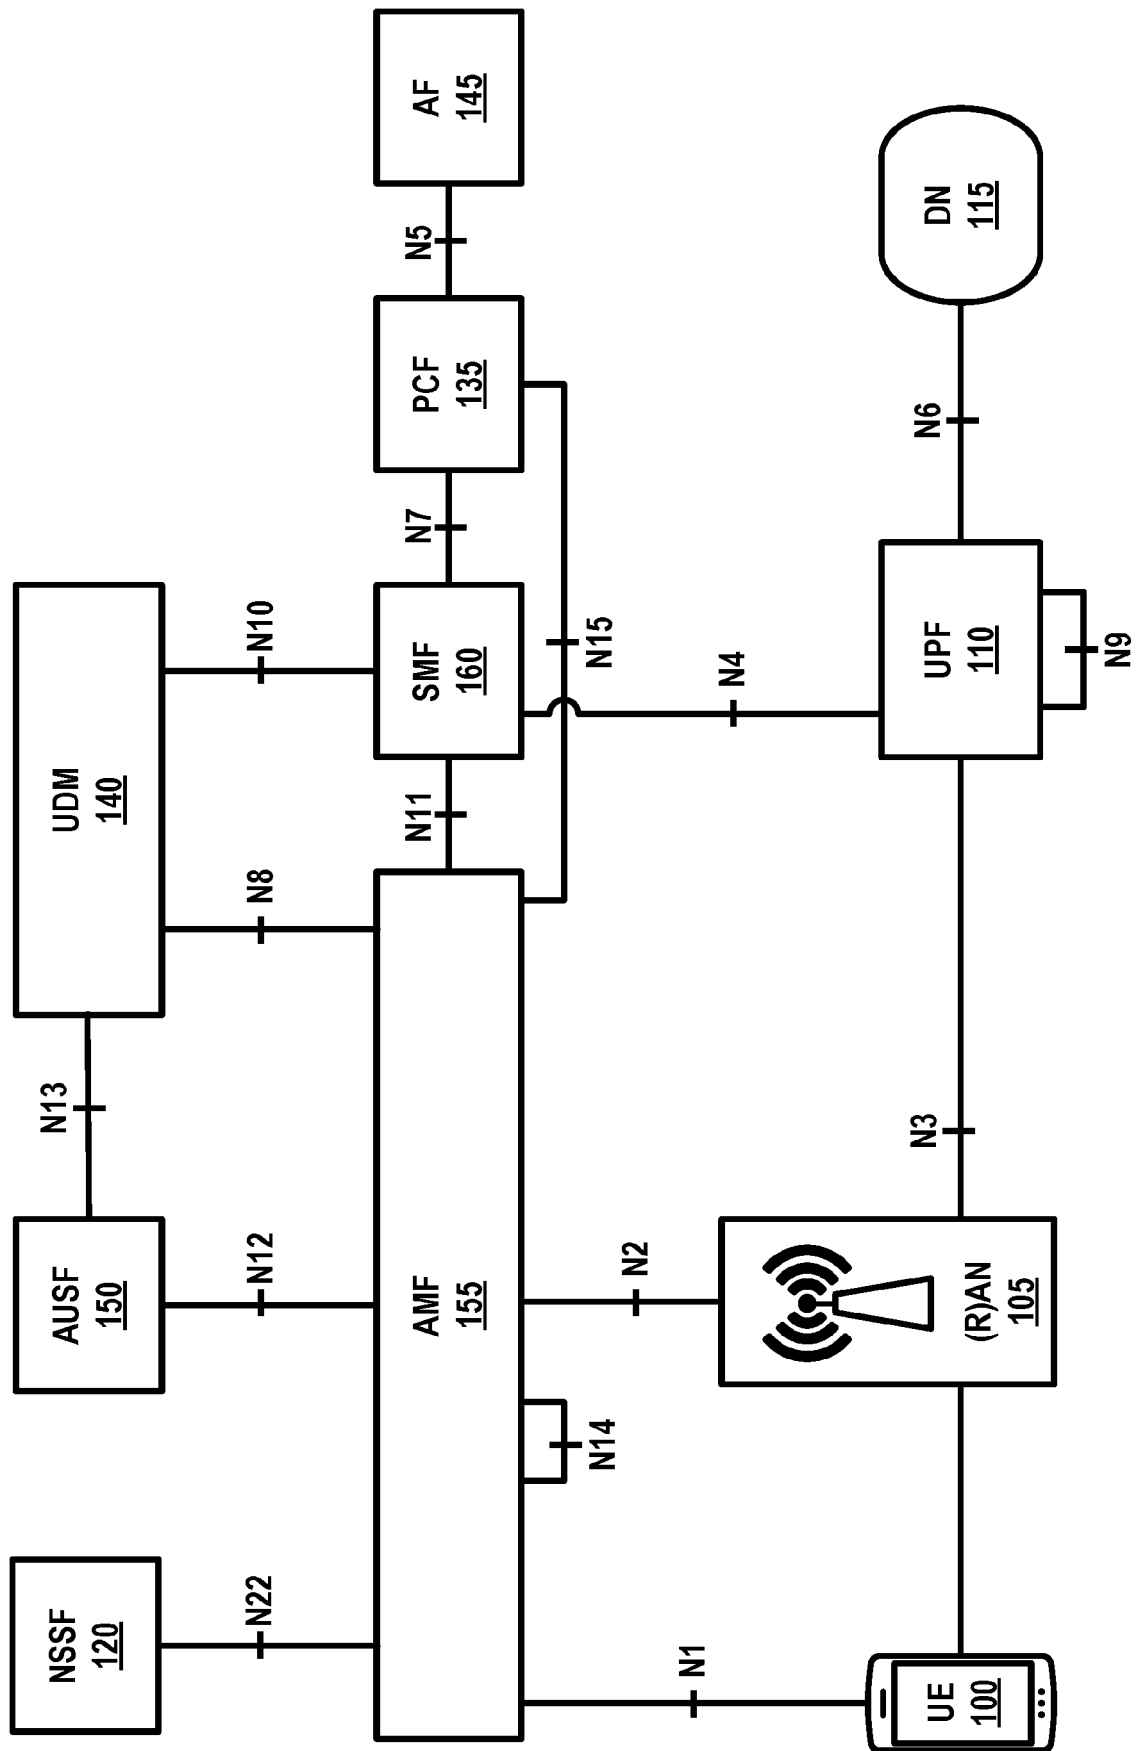 NSSF
120
AUSF
150
UDM
140
N13
N22
N12
N8
N10
AMF
155
N11
SMF
160
N7
PCF
135
N5
AF
145
N14
N15
N1
N2
N4
UE
100
(R)AN
105
N3
UPF
110
N6
DN
115
N9